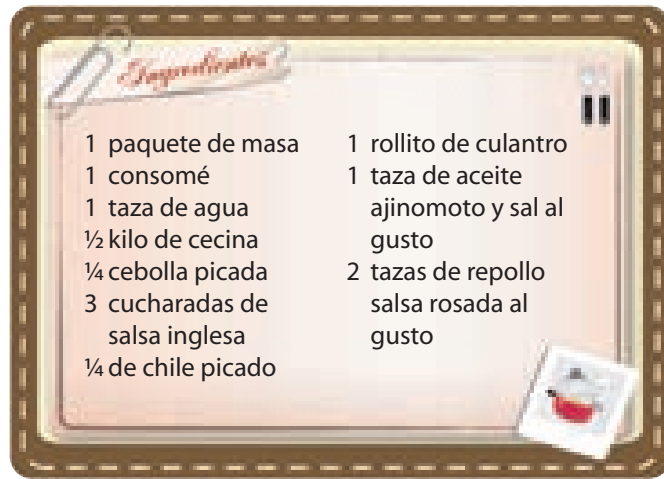 Ingredientes
1 paquete de masa
1 consomé
1 taza de agua
½ kilo de cecina
¼ cebolla picada
3 cucharadas de
salsa inglesa
¼ de chile picado
1 rollito de culantro
1 taza de aceite
ajinomoto y sal al
gusto
2 tazas de repollo
salsa rosada al
gusto